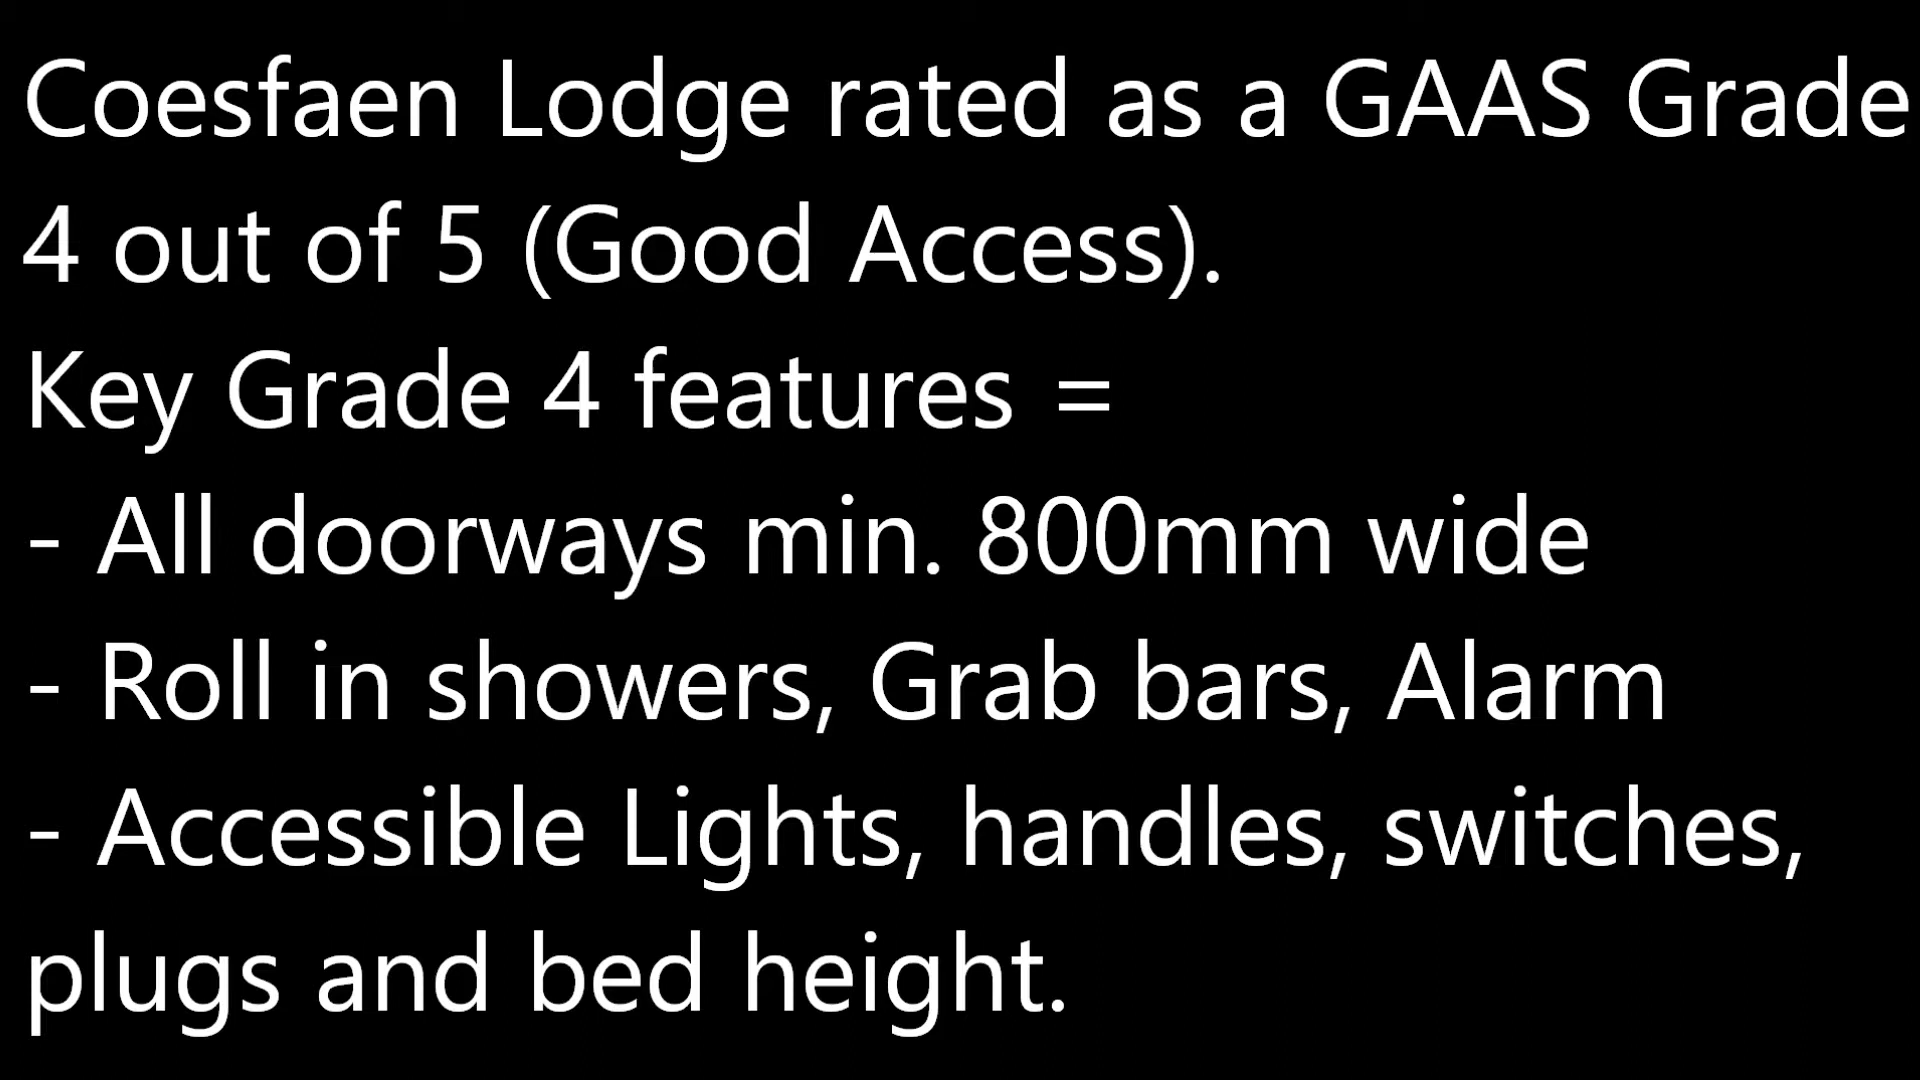 Coesfaen Lodge rated as a GAAS Grade
4 out of 5 (Good Access).
Key Grade 4 features =
- All doorways min. 800mm wide
- Roll in showers, Grab bars, Alarm
- Accessible Lights, handles, switches,
plugs and bed height.